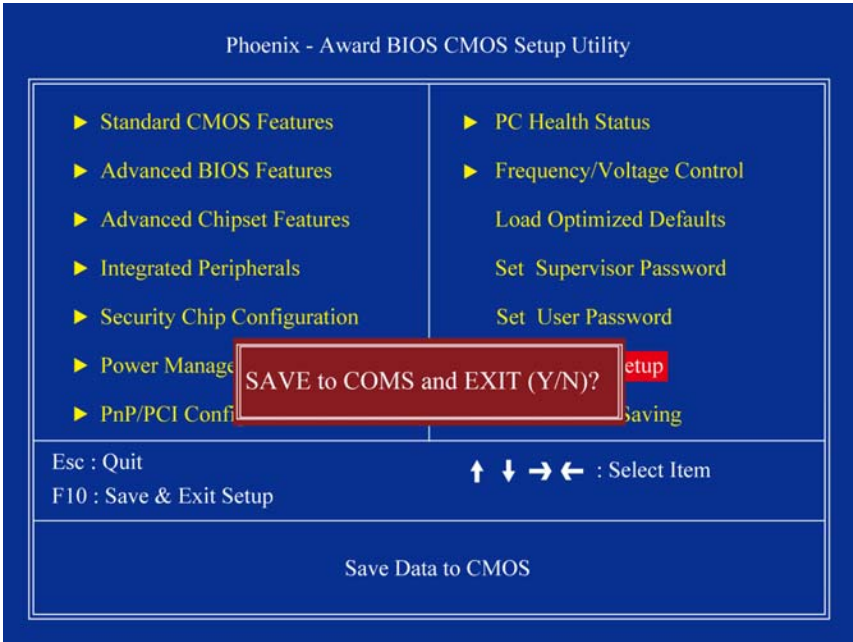 Phoenix - Award BIOS CMOS Setup Utility
► Standard CMOS Features
► Advanced BIOS Features
► Advanced Chipset Features
► Integrated Peripherals
► Security Chip Configuration
► Power Manage
► PnP/PCI Confi
► PC Health Status
► Frequency/Voltage Control
Load Optimized Defaults
Set Supervisor Password
Set User Password
etup
Saving
SAVE to COMS and EXIT (Y/N)?
Esc : Quit
F10 : Save & Exit Setup
↑ ↓ → ← : Select Item
Save Data to CMOS